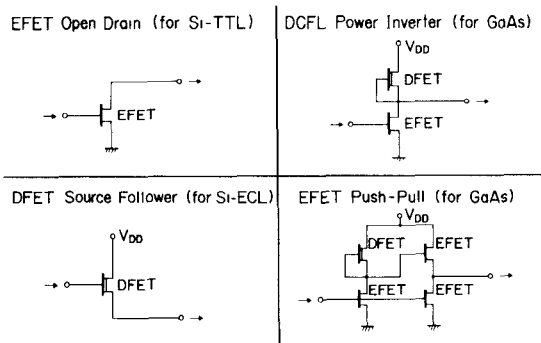 EFET Open Drain (for Si-TTL)
EFET
DCFL Power Inverter (for GaAs)
VDD
DFET
EFET
DFET Source Follower (for Si-ECL)
VDD
DFET
EFET Push-Pull (for GaAs)
VDD
DFET EFET
EFET EFET